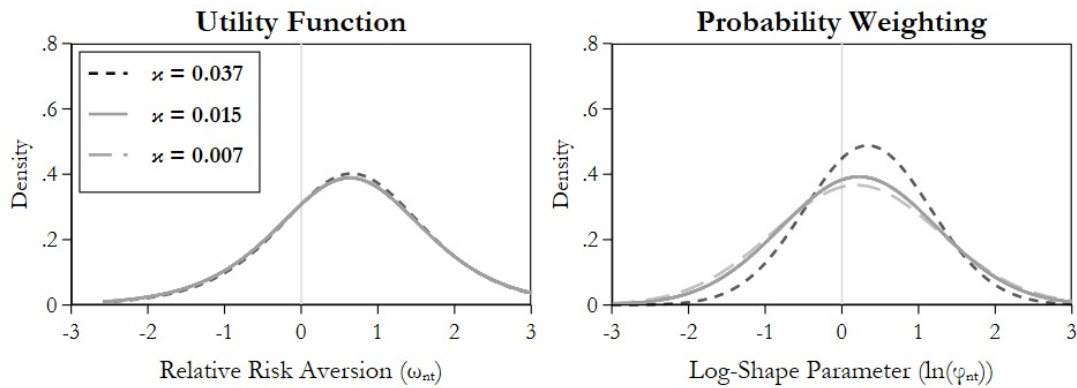 Utility Function
Probability Weighting
.8
.6
.4
.2
0
Density
ϰ = 0.037
ϰ = 0.015
ϰ = 0.007
-3 -2 -1 0 1 2 3
Relative Risk Aversion (ωnt)
.8
.6
.4
.2
0
Density
-3 -2 -1 0 1 2 3
Log-Shape Parameter (ln(φnt))